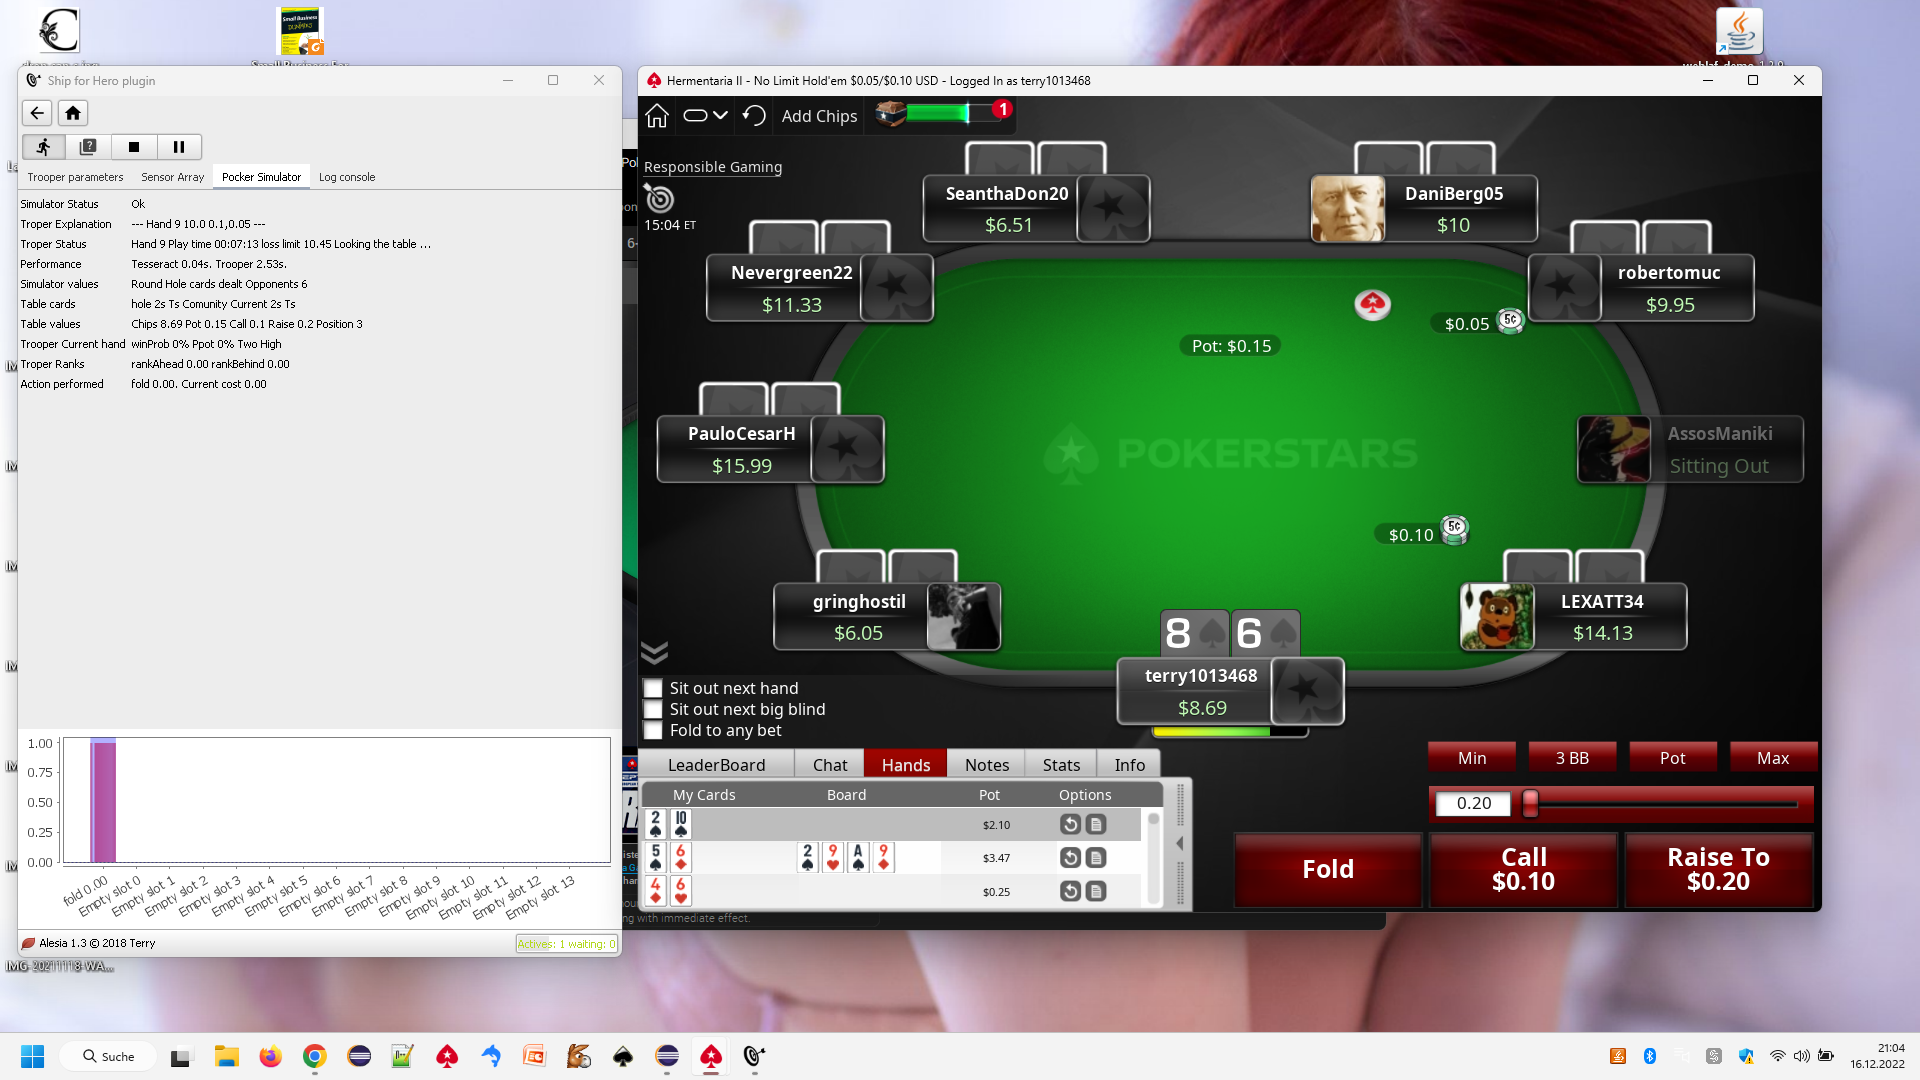 Ship for Hero plugin
Trooper parameters
Sensor Array
Pocker Simulator
Log console
Simulator Status Ok
Troper Explanation --- Hand 9 10.0 0.1,0.05 ---
Troper Status Hand 9 Play time 00:07:13 loss limit 10.45 Looking the table ...
Performance Tesseract 0.04s. Trooper 2.53s.
Simulator values Round Hole cards dealt Opponents 6
Table cards hole 2s Ts Comunity Current 2s Ts
Table values Chips 8.69 Pot 0.15 Call 0.1 Raise 0.2 Position 3
Trooper Current hand winProb 0% Ppot 0% Two High
Troper Ranks rankAhead 0.00 rankBehind 0.00
Action performed fold 0.00. Current cost 0.00
1.00
0.75
0.50
0.25
0.00
fold 0.00
Empty slot 0
Empty slot 1
Empty slot 2
Empty slot 3
Empty slot 4
Empty slot 5
Empty slot 6
Empty slot 7
Empty slot 8
Empty slot 9
Empty slot 10
Empty slot 11
Empty slot 12
Empty slot 13
Alesia 1.3 © 2018 Terry
Actives: 1 waiting: 0
IMG-20211118-WA...
Hermentaria II - No Limit Hold'em $0.05/$0.10 USD - Logged In as terry1013468
Add Chips
1
Responsible Gaming
15:04 ET
SeanthaDon20
$6.51
DaniBerg05
$10
Nevergreen22
$11.33
robertomuc
$9.95
$0.05
5¢
Pot: $0.15
PauloCesarH
$15.99
POKERSTARS
AssosManiki
Sitting Out
$0.10
5¢
gringhostil
$6.05
LEXATT34
$14.13
8
6
terry1013468
$8.69
Sit out next hand
Sit out next big blind
Fold to any bet
LeaderBoard
Chat
Hands
Notes
Stats
Info
My Cards Board Pot Options
2 10 $2.10
5 6 2 9 A 9 $3.47
4 6 $0.25
Min
3 BB
Pot
Max
0.20
Fold
Call
$0.10
Raise To
$0.20
ng with immediate effect.
Suche
21:04
16.12.2022